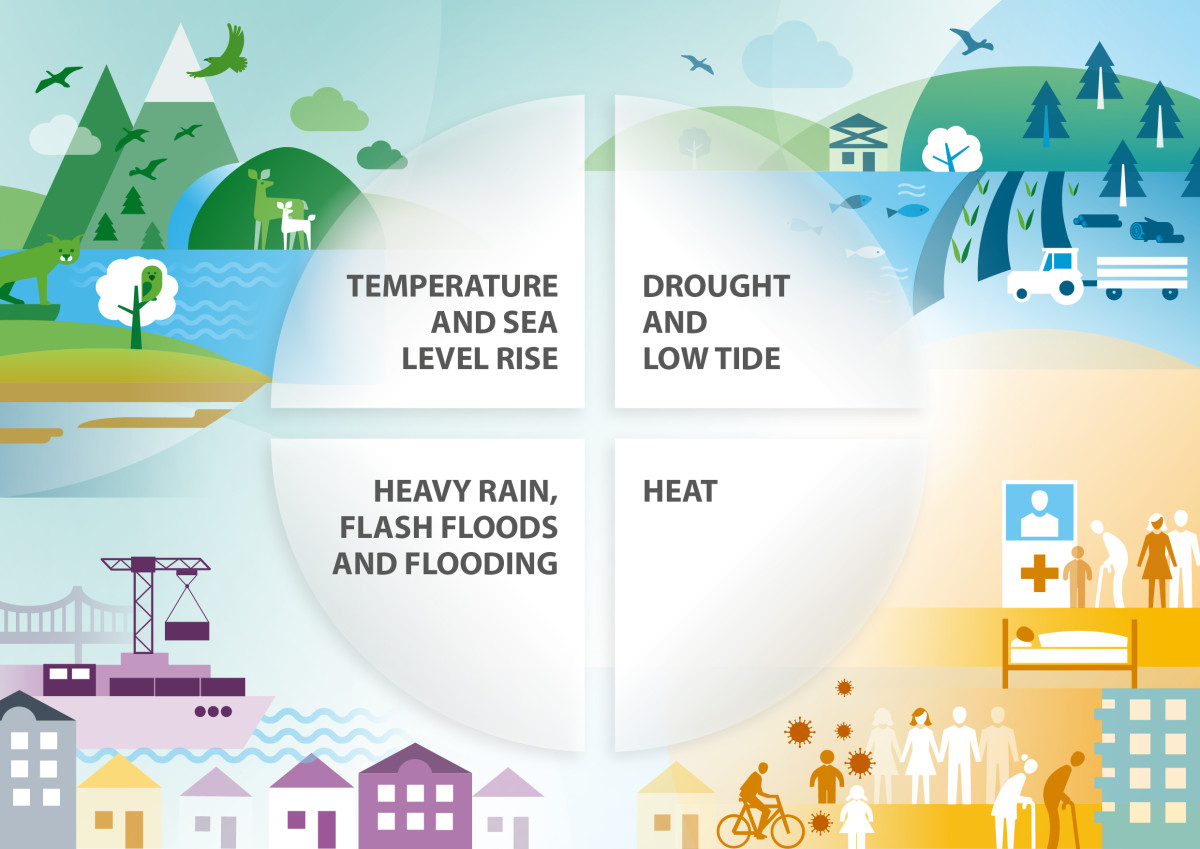 TEMPERATURE
AND SEA
LEVEL RISE
DROUGHT
AND
LOW TIDE
HEAVY RAIN,
FLASH FLOODS
AND FLOODING
HEAT